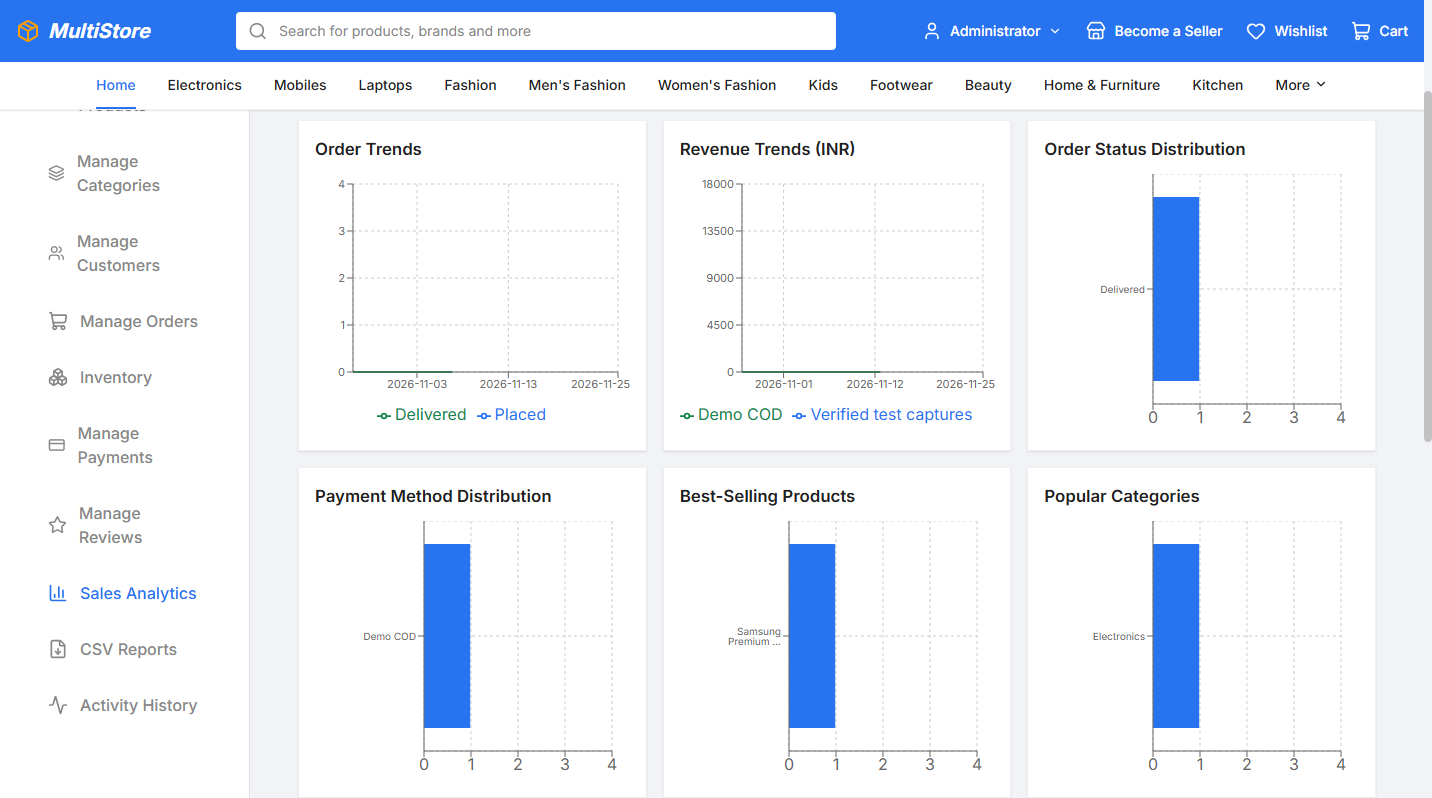 MultiStore
Search for products, brands and more
Administrator
Become a Seller
Wishlist
Cart
Home
Electronics
Mobiles
Laptops
Fashion
Men's Fashion
Women's Fashion
Kids
Footwear
Beauty
Home & Furniture
Kitchen
More
Manage
Categories
Manage
Customers
Manage Orders
Inventory
Manage
Payments
Manage
Reviews
Sales Analytics
CSV Reports
Activity History
Order Trends
4
3
2
1
0
2026-11-03 2026-11-13 2026-11-25
Delivered Placed
Revenue Trends (INR)
18000
13500
9000
4500
0
2026-11-01 2026-11-12 2026-11-25
Demo COD Verified test captures
Order Status Distribution
Delivered
0 1 2 3 4
Payment Method Distribution
Demo COD
0 1 2 3 4
Best-Selling Products
Samsung
Premium ...
0 1 2 3 4
Popular Categories
Electronics
0 1 2 3 4